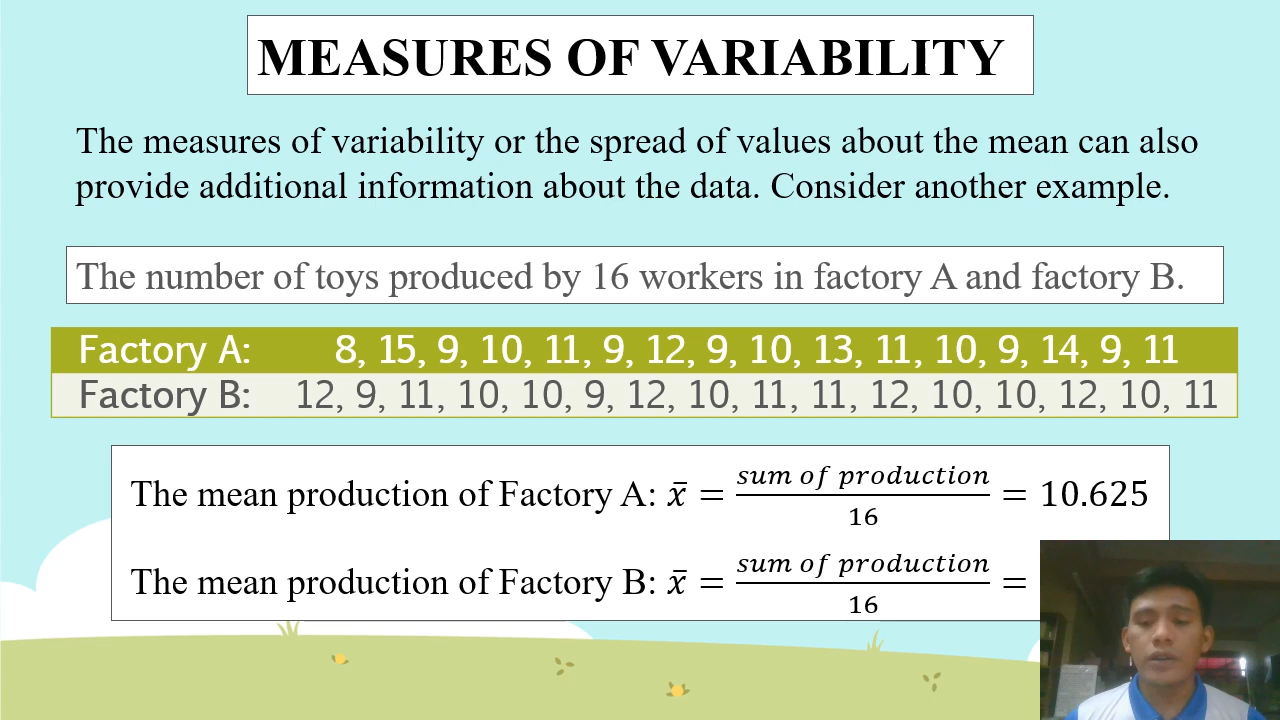 MEASURES OF VARIABILITY
The measures of variability or the spread of values about the mean can also
provide additional information about the data. Consider another example.
The number of toys produced by 16 workers in factory A and factory B.
Factory A: 8, 15, 9, 10, 11, 9, 12, 9, 10, 13, 11, 10, 9, 14, 9, 11
Factory B: 12, 9, 11, 10, 10, 9, 12, 10, 11, 11, 12, 10, 10, 12, 10, 11
The mean production of Factory A: x̄ = sum of production / 16 = 10.625
The mean production of Factory B: x̄ = sum of production / 16 =